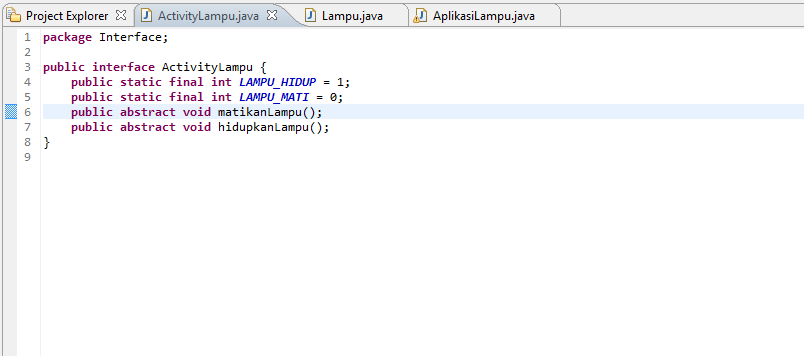 Project Explorer ActivityLampu.java Lampu.java AplikasiLampu.java
1 package Interface;
2
3 public interface ActivityLampu {
4 public static final int LAMPU_HIDUP = 1;
5 public static final int LAMPU_MATI = 0;
6 public abstract void matikanLampu();
7 public abstract void hidupkanLampu();
8 }
9